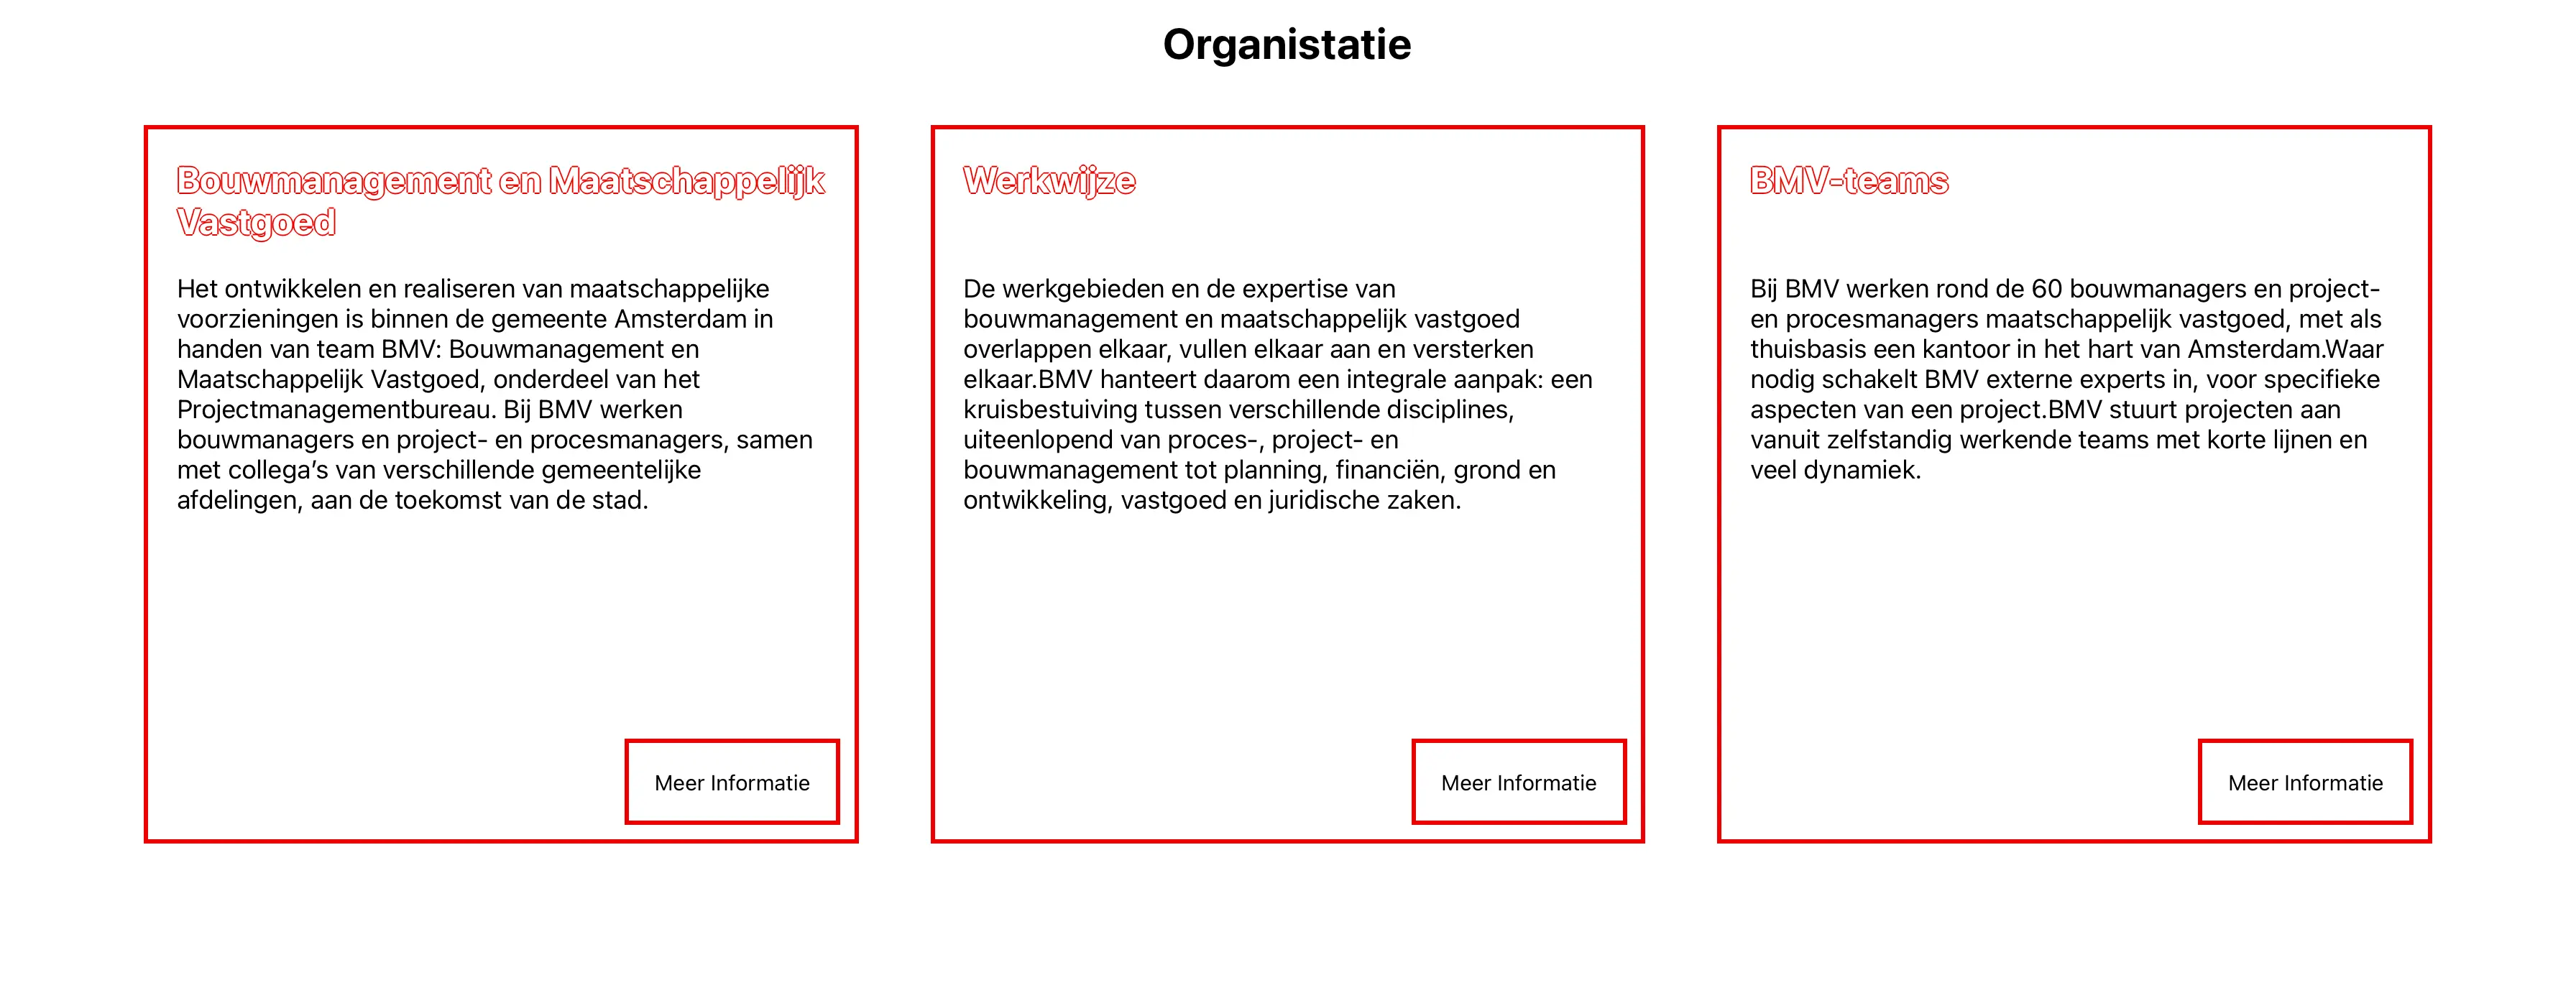 Organistatie
Bouwmanagement en Maatschappelijk
Vastgoed
Het ontwikkelen en realiseren van maatschappelijke
voorzieningen is binnen de gemeente Amsterdam in
handen van team BMV: Bouwmanagement en
Maatschappelijk Vastgoed, onderdeel van het
Projectmanagementbureau. Bij BMV werken
bouwmanagers en project- en procesmanagers, samen
met collega’s van verschillende gemeentelijke
afdelingen, aan de toekomst van de stad.
Meer Informatie
Werkwijze
De werkgebieden en de expertise van
bouwmanagement en maatschappelijk vastgoed
overlappen elkaar, vullen elkaar aan en versterken
elkaar.BMV hanteert daarom een integrale aanpak: een
kruisbestuiving tussen verschillende disciplines,
uiteenlopend van proces-, project- en
bouwmanagement tot planning, financiën, grond en
ontwikkeling, vastgoed en juridische zaken.
Meer Informatie
BMV-teams
Bij BMV werken rond de 60 bouwmanagers en project-
en procesmanagers maatschappelijk vastgoed, met als
thuisbasis een kantoor in het hart van Amsterdam.Waar
nodig schakelt BMV externe experts in, voor specifieke
aspecten van een project.BMV stuurt projecten aan
vanuit zelfstandig werkende teams met korte lijnen en
veel dynamiek.
Meer Informatie